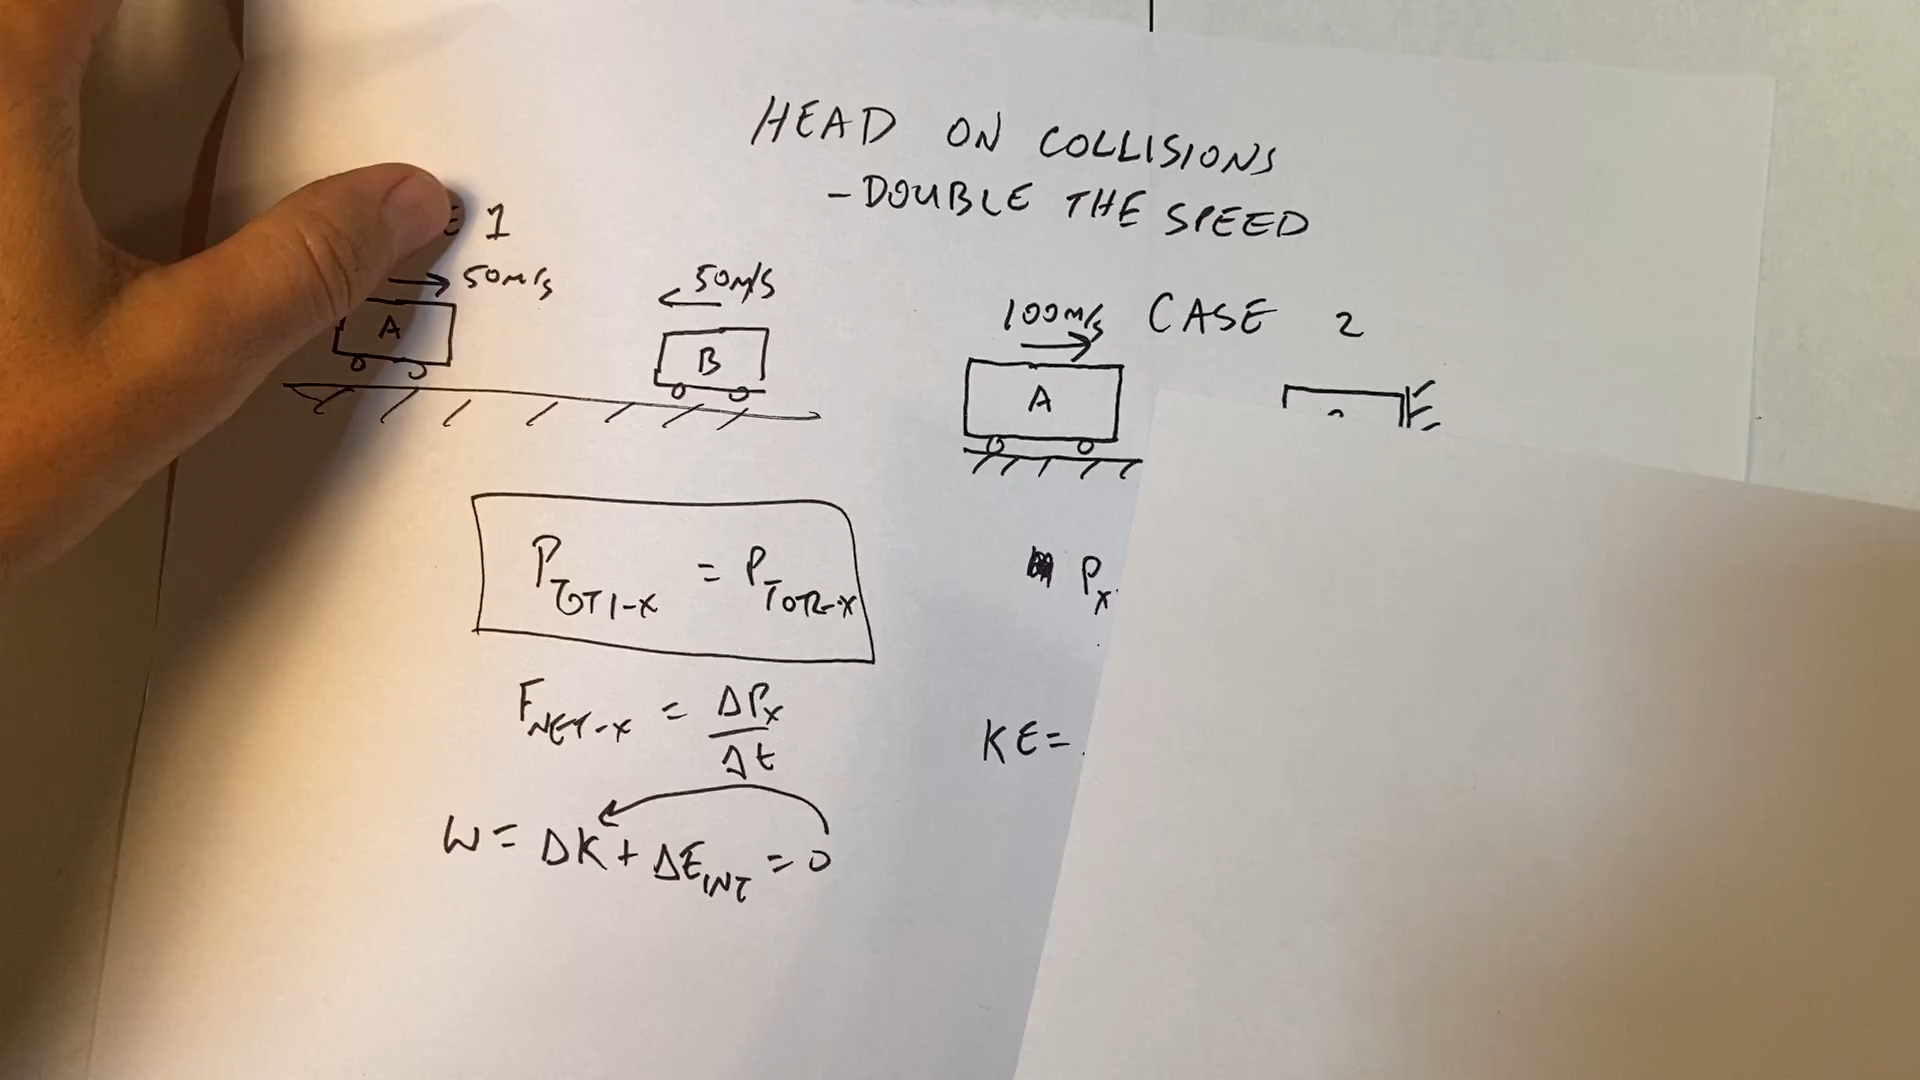 HEAD ON COLLISIONS
- DOUBLE THE SPEED
E 1
50m/s
50m/s
A
B
100m/s
CASE 2
A
P_TOT1-X = P_TOT2-X
P_X
F_NET-X = ΔP_X / Δt
KE=
W = ΔK + ΔE_INT = 0